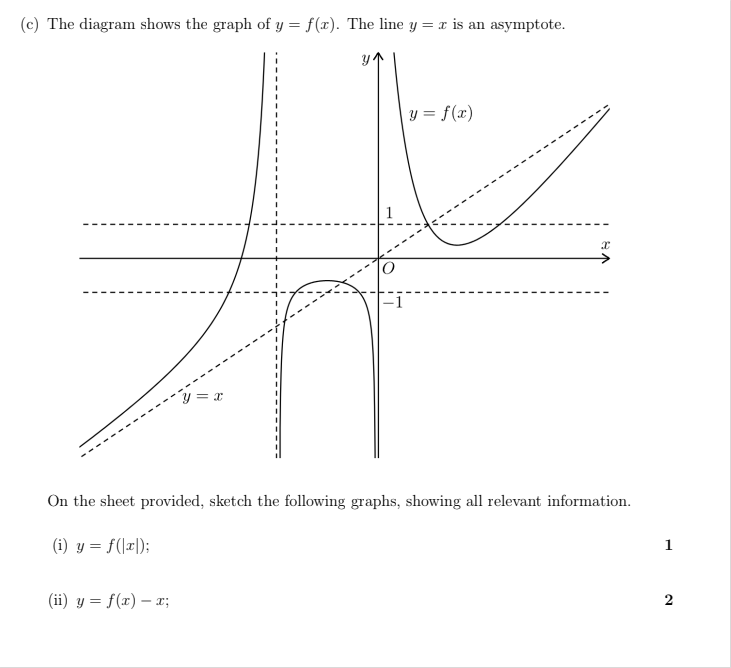 (c) The diagram shows the graph of y = f(x). The line y = x is an asymptote.
y
y = f(x)
1
x
O
−1
y = x
On the sheet provided, sketch the following graphs, showing all relevant information.
(i) y = f(|x|); 1
(ii) y = f(x) − x; 2